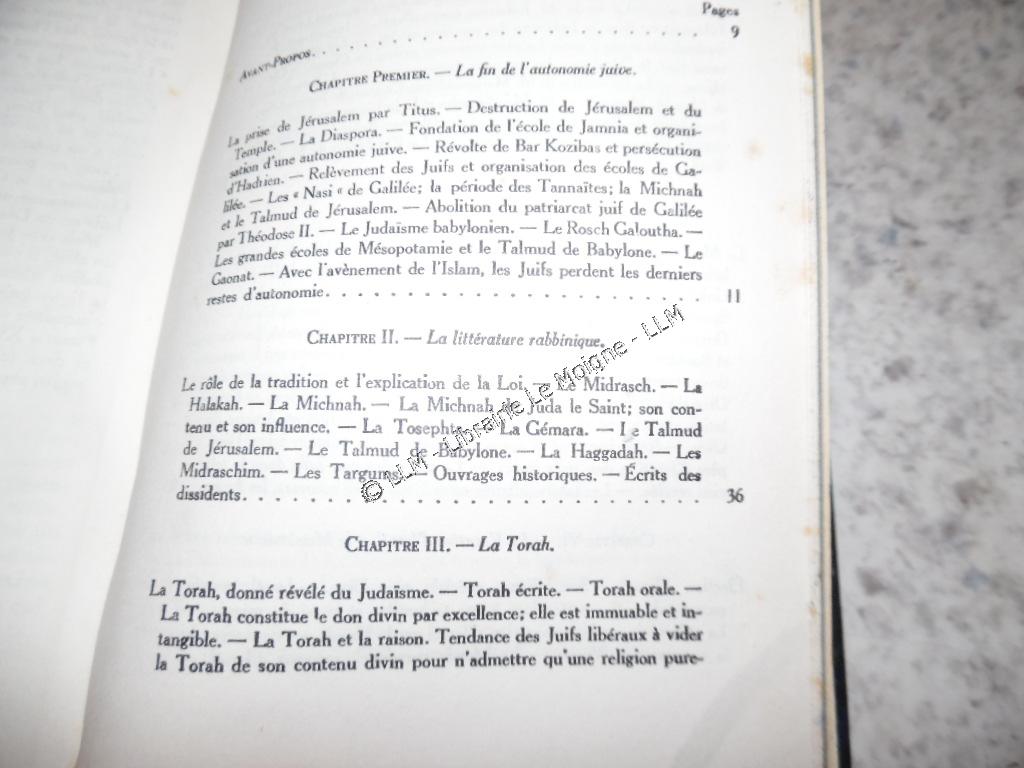 Pages
Avant-Propos. . . . . . . . . . . . . . . . . . . . . . . . . . 9
Chapitre Premier. — La fin de l'autonomie juive.
La prise de Jérusalem par Titus. — Destruction de Jérusalem et du
Temple. — La Diaspora. — Fondation de l'école de Jamnia et organi-
sation d'une autonomie juive. — Révolte de Bar Kozibas et persécution
d'Hadrien. — Relèvement des Juifs et organisation des écoles de Ga-
lilée. — Les « Nasi « de Galilée; la période des Tannaïtes; la Michnah
et le Talmud de Jérusalem. — Abolition du patriarcat juif de Galilée
par Théodose II. — Le Judaïsme babylonien. — Le Rosch Galoutha. —
Les grandes écoles de Mésopotamie et le Talmud de Babylone. — Le
Gaonat. — Avec l'avènement de l'Islam, les Juifs perdent les derniers
restes d'autonomie. . . . . . . . . . . . . . . . . . . . . . . 11
Chapitre II. — La littérature rabbinique.
Le rôle de la tradition et l'explication de la Loi. — Le Midrasch. — La
Halakah. — La Michnah. — La Michnah de Juda le Saint; son con-
tenu et son influence. — La Tosephta. — La Gémara. — Le Talmud
de Jérusalem. — Le Talmud de Babylone. — La Haggadah. — Les
Midraschim. — Les Targums. — Ouvrages historiques. — Écrits des
dissidents. . . . . . . . . . . . . . . . . . . . . . . . . . . 36
Chapitre III. — La Torah.
La Torah, donné révélé du Judaïsme. — Torah écrite. — Torah orale. —
La Torah constitue le don divin par excellence; elle est immuable et in-
tangible. — La Torah et la raison. Tendance des Juifs libéraux à vider
la Torah de son contenu divin pour n'admettre qu'une religion pure-
© LLM - Librairie Le Moigne - LLM